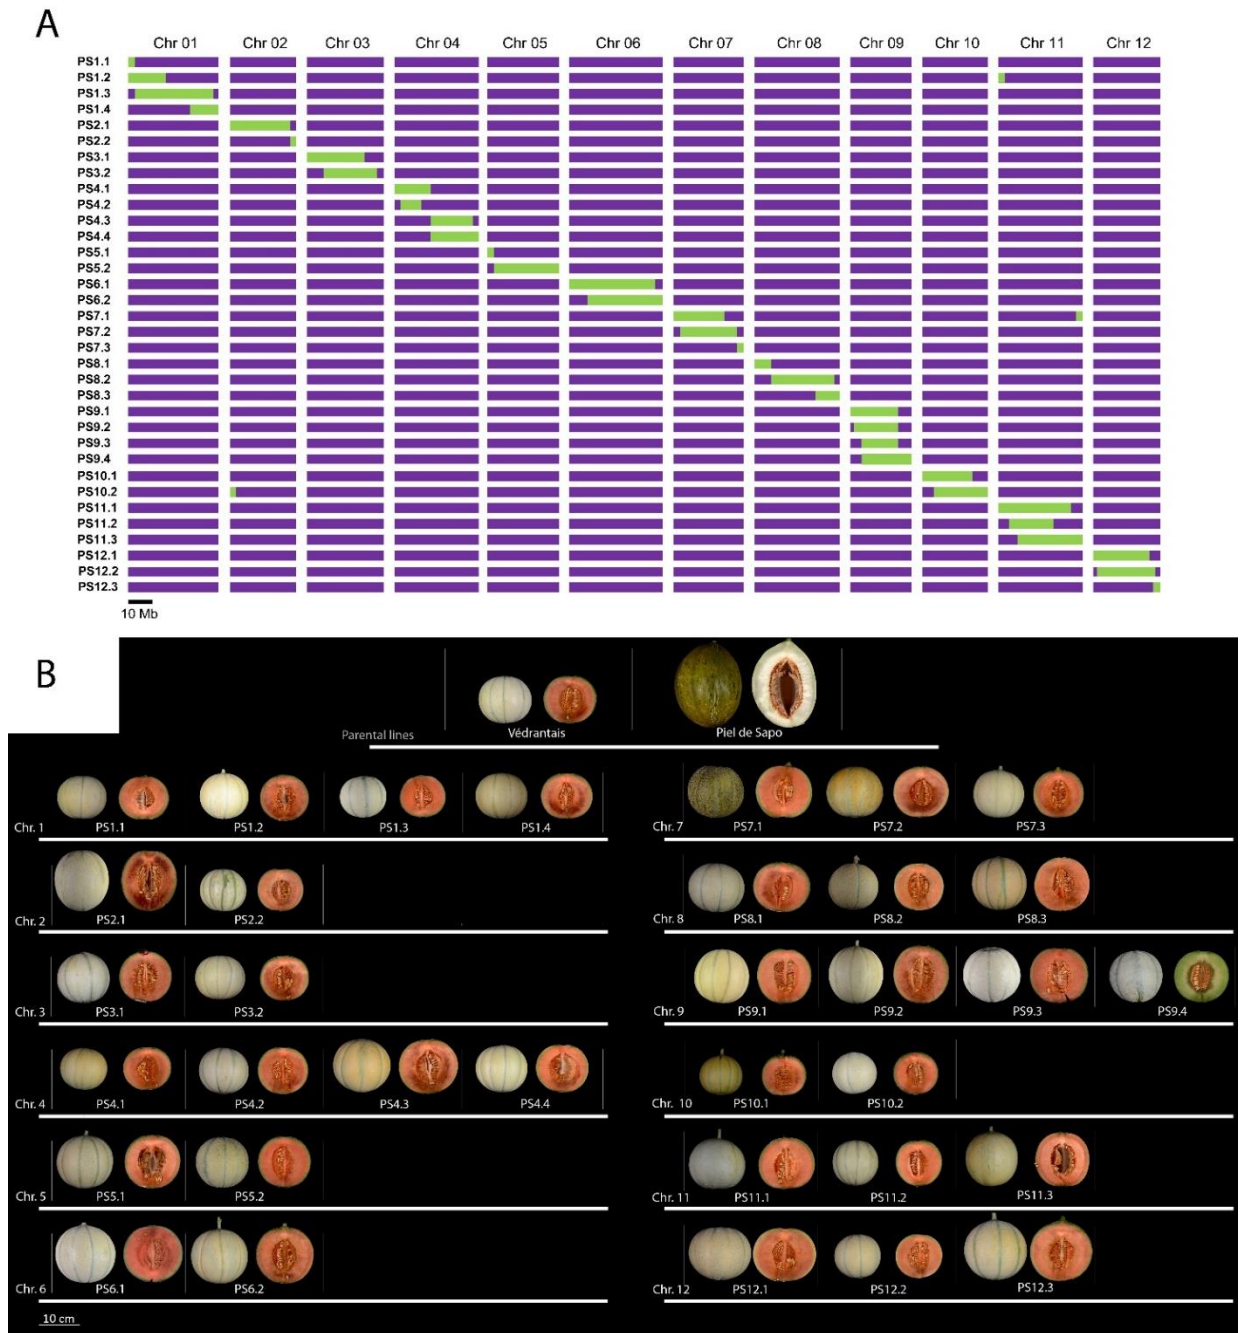 A
Chr 01 Chr 02 Chr 03 Chr 04 Chr 05 Chr 06 Chr 07 Chr 08 Chr 09 Chr 10 Chr 11 Chr 12
PS1.1
PS1.2
PS1.3
PS1.4
PS2.1
PS2.2
PS3.1
PS3.2
PS4.1
PS4.2
PS4.3
PS4.4
PS5.1
PS5.2
PS6.1
PS6.2
PS7.1
PS7.2
PS7.3
PS8.1
PS8.2
PS8.3
PS9.1
PS9.2
PS9.3
PS9.4
PS10.1
PS10.2
PS11.1
PS11.2
PS11.3
PS12.1
PS12.2
PS12.3
10 Mb
B
Parental lines Védrantais Piel de Sapo
Chr. 1 PS1.1 PS1.2 PS1.3 PS1.4
Chr. 7 PS7.1 PS7.2 PS7.3
Chr. 2 PS2.1 PS2.2
Chr. 8 PS8.1 PS8.2 PS8.3
Chr. 3 PS3.1 PS3.2
Chr. 9 PS9.1 PS9.2 PS9.3 PS9.4
Chr. 4 PS4.1 PS4.2 PS4.3 PS4.4
Chr. 10 PS10.1 PS10.2
Chr. 5 PS5.1 PS5.2
Chr. 11 PS11.1 PS11.2 PS11.3
Chr. 6 PS6.1 PS6.2
Chr. 12 PS12.1 PS12.2 PS12.3
10 cm